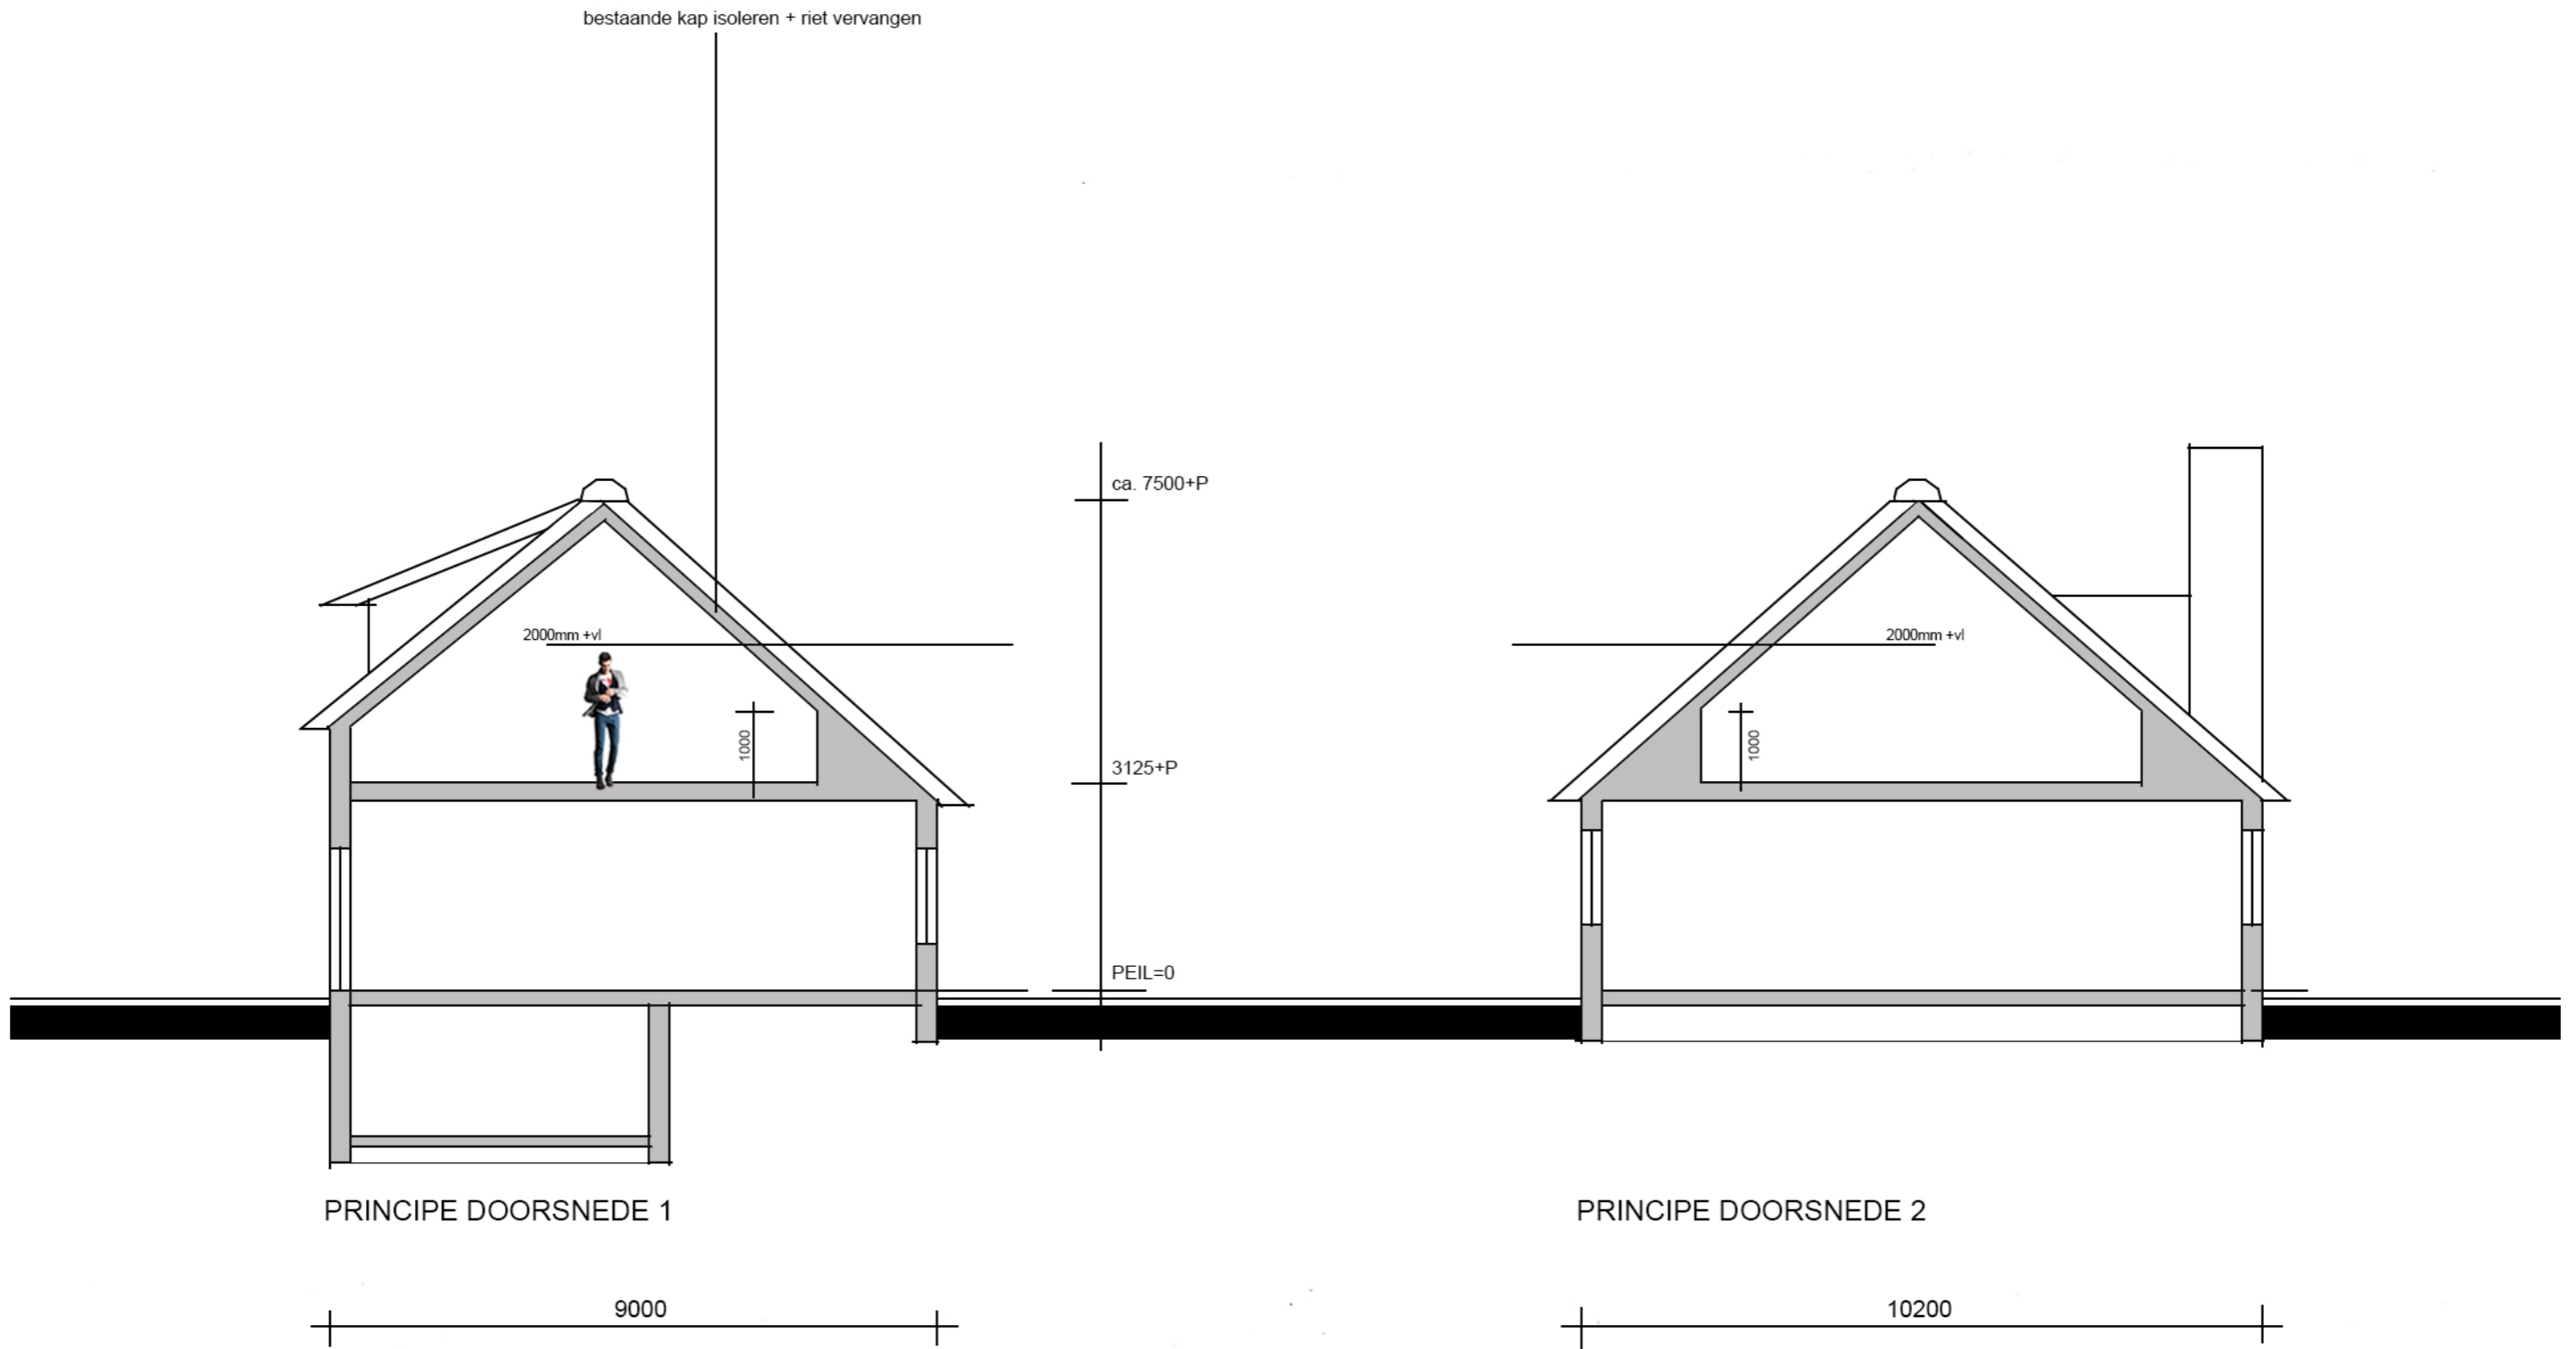 bestaande kap isoleren + riet vervangen
ca. 7500+P
2000mm +vl
2000mm +vl
1000
1000
3125+P
PEIL=0
PRINCIPE DOORSNEDE 1
PRINCIPE DOORSNEDE 2
9000
10200